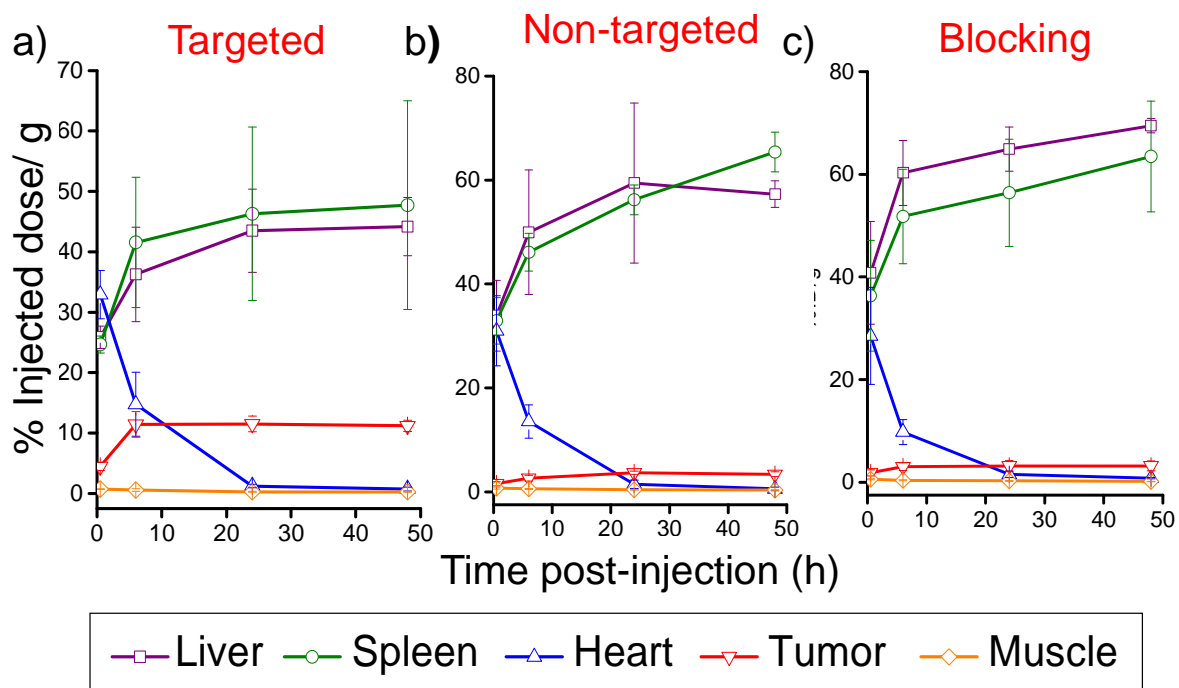 a) Targeted
b) Non-targeted
c) Blocking
% Injected dose/ g
70
60
50
40
30
20
10
0
0 10 20 30 40 50
80
60
40
20
0
0 10 20 30 40 50
80
60
40
20
0
0 10 20 30 40 50
Time post-injection (h)
Liver Spleen Heart Tumor Muscle